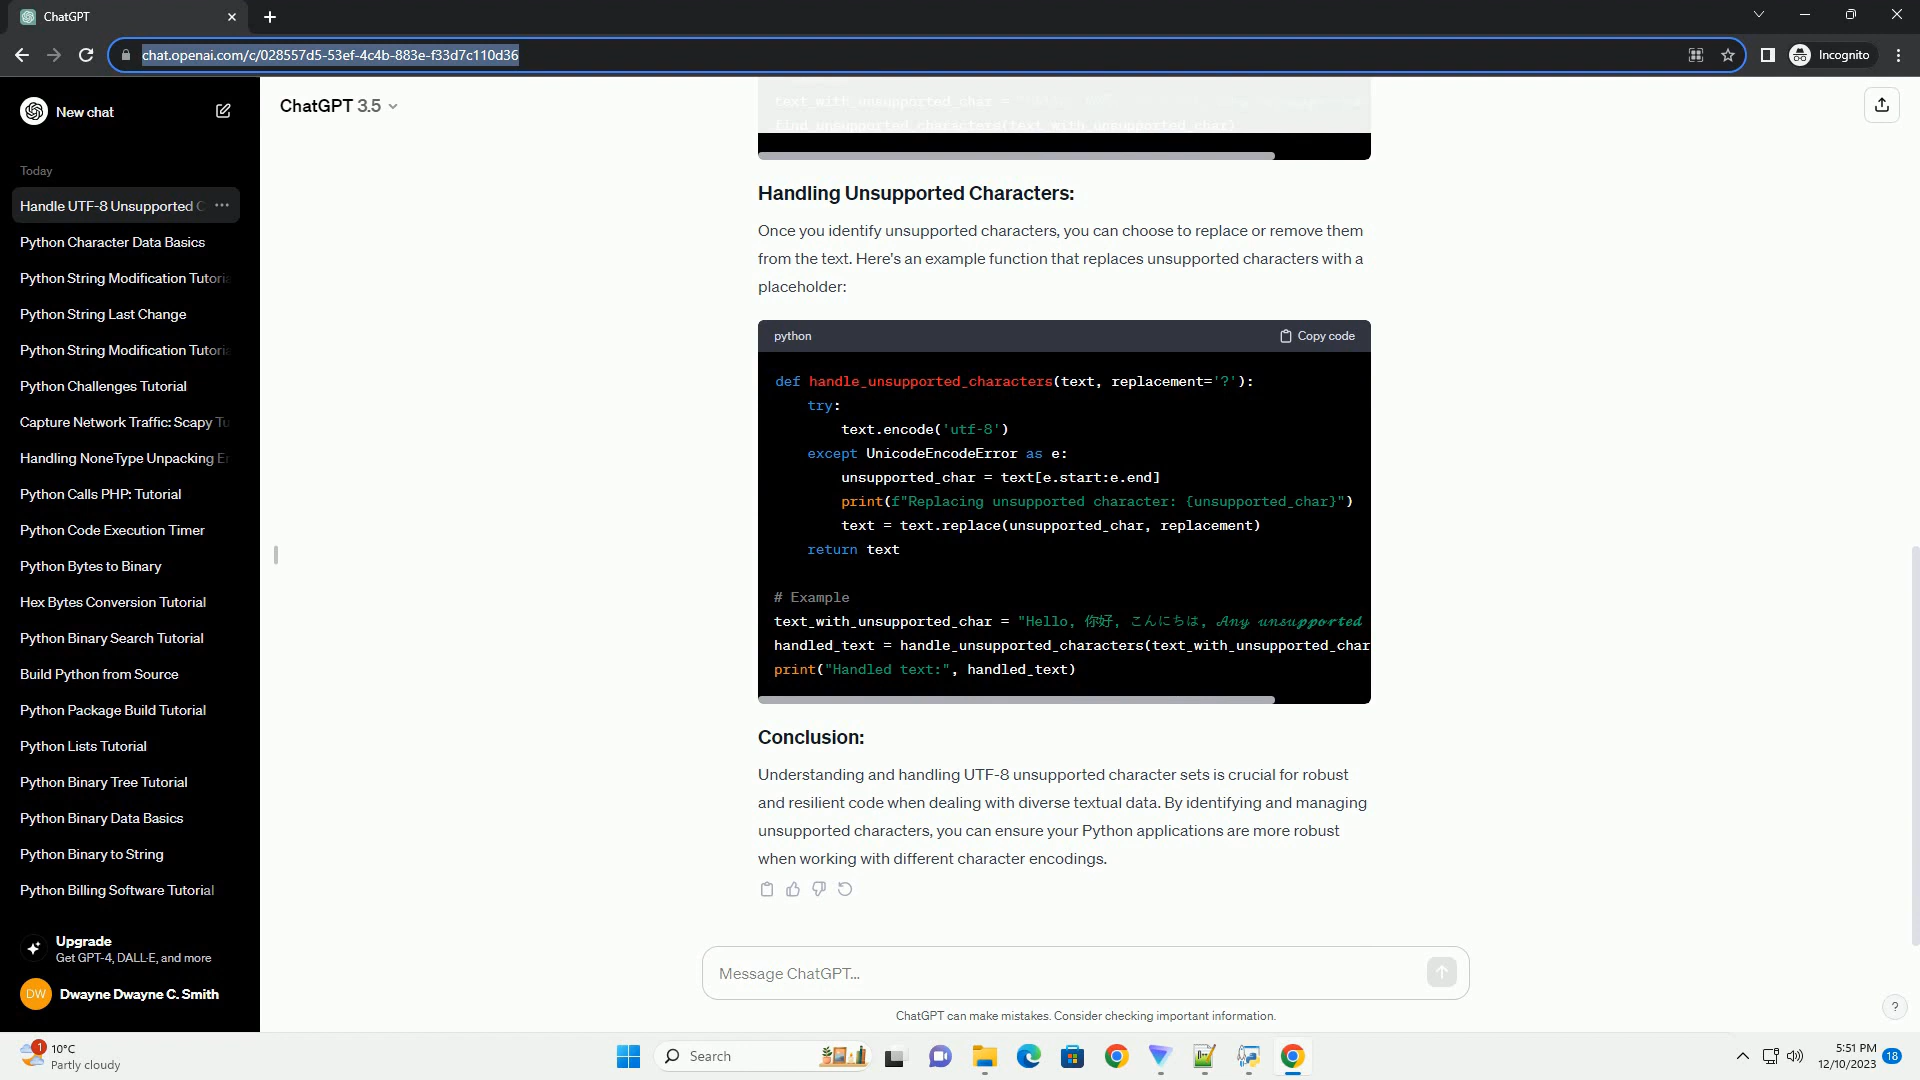 ChatGPT
chat.openai.com/c/028557d5-53ef-4c4b-883e-f33d7c110d36
Incognito
New chat
Today
Handle UTF-8 Unsupported C
Python Character Data Basics
Python String Modification Tutoria
Python String Last Change
Python String Modification Tutoria
Python Challenges Tutorial
Capture Network Traffic: Scapy Tu
Handling NoneType Unpacking Er
Python Calls PHP: Tutorial
Python Code Execution Timer
Python Bytes to Binary
Hex Bytes Conversion Tutorial
Python Binary Search Tutorial
Build Python from Source
Python Package Build Tutorial
Python Lists Tutorial
Python Binary Tree Tutorial
Python Binary Data Basics
Python Binary to String
Python Billing Software Tutorial
Upgrade
Get GPT-4, DALL·E, and more
DW
Dwayne Dwayne C. Smith
ChatGPT 3.5
text_with_unsupported_char =
find_unsupported_characters(text_with_unsupported_char)
Handling Unsupported Characters:
Once you identify unsupported characters, you can choose to replace or remove them
from the text. Here's an example function that replaces unsupported characters with a
placeholder:
python
Copy code
def handle_unsupported_characters(text, replacement='?'):
try:
text.encode('utf-8')
except UnicodeEncodeError as e:
unsupported_char = text[e.start:e.end]
print(f"Replacing unsupported character: {unsupported_char}")
text = text.replace(unsupported_char, replacement)
return text
# Example
text_with_unsupported_char = "Hello, 你好, こんにちは, 𝒜𝓃𝓎 𝓊𝓃𝓈𝓊𝓅𝓅𝑜𝓇𝓉𝑒𝒹
handled_text = handle_unsupported_characters(text_with_unsupported_char
print("Handled text:", handled_text)
Conclusion:
Understanding and handling UTF-8 unsupported character sets is crucial for robust
and resilient code when dealing with diverse textual data. By identifying and managing
unsupported characters, you can ensure your Python applications are more robust
when working with different character encodings.
Message ChatGPT...
ChatGPT can make mistakes. Consider checking important information.
?
1
10°C
Partly cloudy
Search
5:51 PM
12/10/2023
18